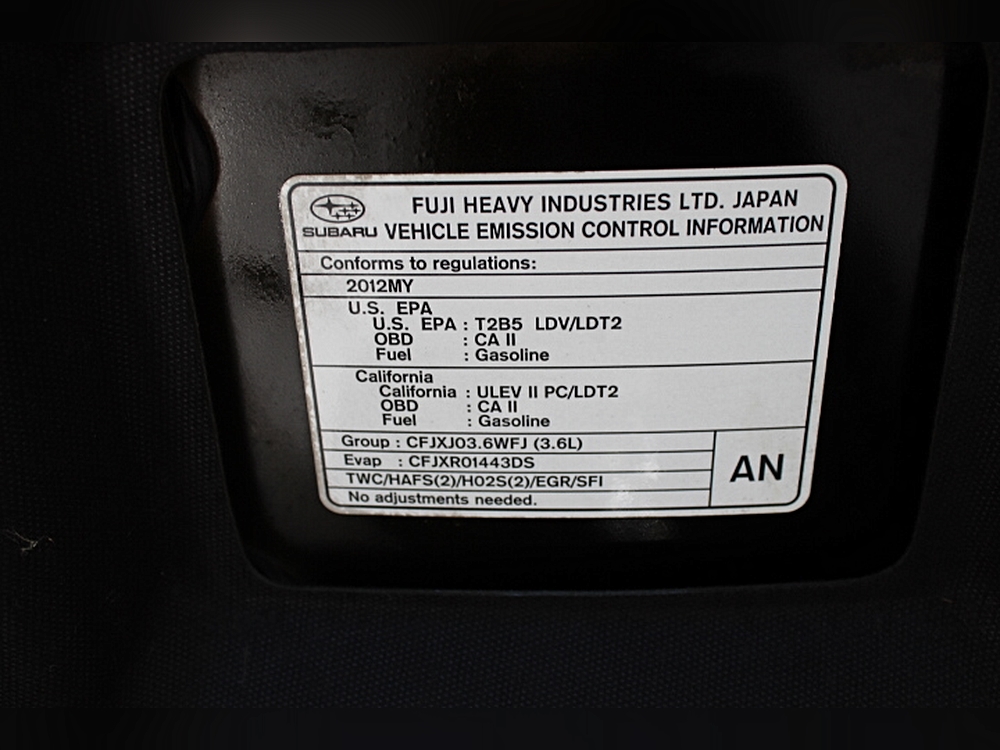 FUJI HEAVY INDUSTRIES LTD. JAPAN
SUBARU VEHICLE EMISSION CONTROL INFORMATION
Conforms to regulations:
2012MY
U.S. EPA
U.S. EPA : T2B5 LDV/LDT2
OBD : CA II
Fuel : Gasoline
California
California : ULEV II PC/LDT2
OBD : CA II
Fuel : Gasoline
Group : CFJXJ03.6WFJ (3.6L)
Evap : CFJXR01443DS
TWC/HAFS(2)/HO2S(2)/EGR/SFI
No adjustments needed.
AN